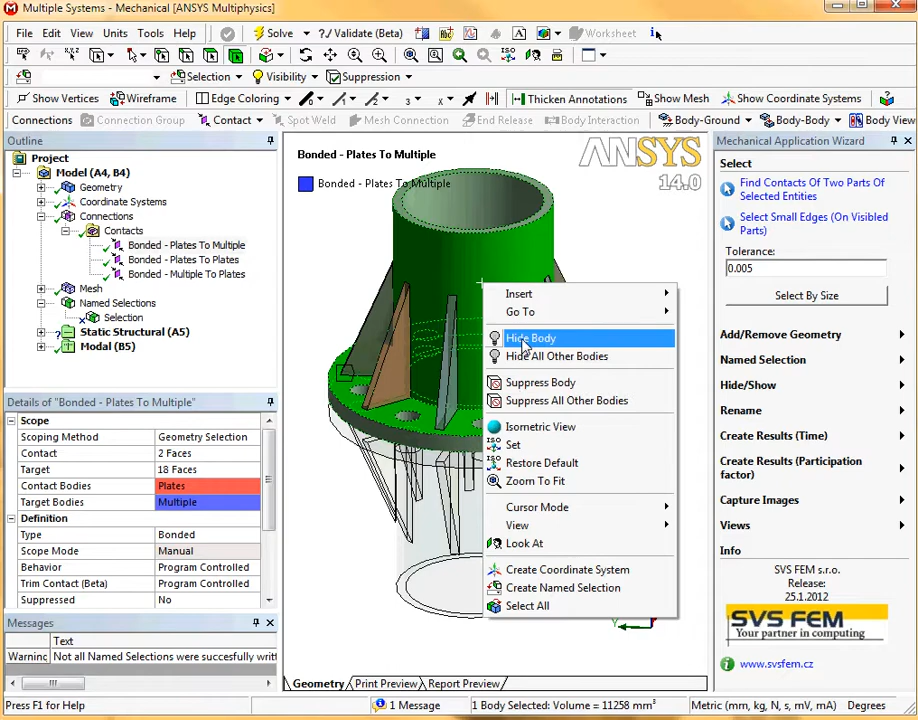 Multiple Systems - Mechanical [ANSYS Multiphysics]
File Edit View Units Tools Help Solve ?/ Validate (Beta) A Worksheet i
Selection Visibility Suppression
Show Vertices Wireframe Edge Coloring Thicken Annotations Show Mesh Show Coordinate Systems
Connections Connection Group Contact Spot Weld Mesh Connection End Release Body Interaction Body-Ground Body-Body Body View
Outline
Project
Model (A4, B4)
Geometry
Coordinate Systems
Connections
Contacts
Bonded - Plates To Multiple
Bonded - Plates To Plates
Bonded - Multiple To Plates
Mesh
Named Selections
Selection
Static Structural (A5)
Modal (B5)
Details of "Bonded - Plates To Multiple"
Scope
Scoping Method Geometry Selection
Contact 2 Faces
Target 18 Faces
Contact Bodies Plates
Target Bodies Multiple
Definition
Type Bonded
Scope Mode Manual
Behavior Program Controlled
Trim Contact (Beta) Program Controlled
Suppressed No
Messages
Text
Warning Not all Named Selections were succesfully writt
Bonded - Plates To Multiple
Bonded - Plates To Multiple
ANSYS
14.0
Insert
Go To
Hide Body
Hide All Other Bodies
Suppress Body
Suppress All Other Bodies
Isometric View
ISO Set
ISO Restore Default
Zoom To Fit
Cursor Mode
View
Look At
Create Coordinate System
Create Named Selection
Select All
Y
Geometry Print Preview Report Preview
Mechanical Application Wizard
Select
Find Contacts Of Two Parts Of
Selected Entities
Select Small Edges (On Visibled
Parts)
Tolerance:
0.005
Select By Size
Add/Remove Geometry
Named Selection
Hide/Show
Rename
Create Results (Time)
Create Results (Participation
factor)
Capture Images
Views
Info
SVS FEM s.r.o.
Release:
25.1.2012
SVS FEM
Your partner in computing
www.svsfem.cz
Press F1 for Help 1 Message 1 Body Selected: Volume = 11258 mm³ Metric (mm, kg, N, s, mV, mA) Degrees